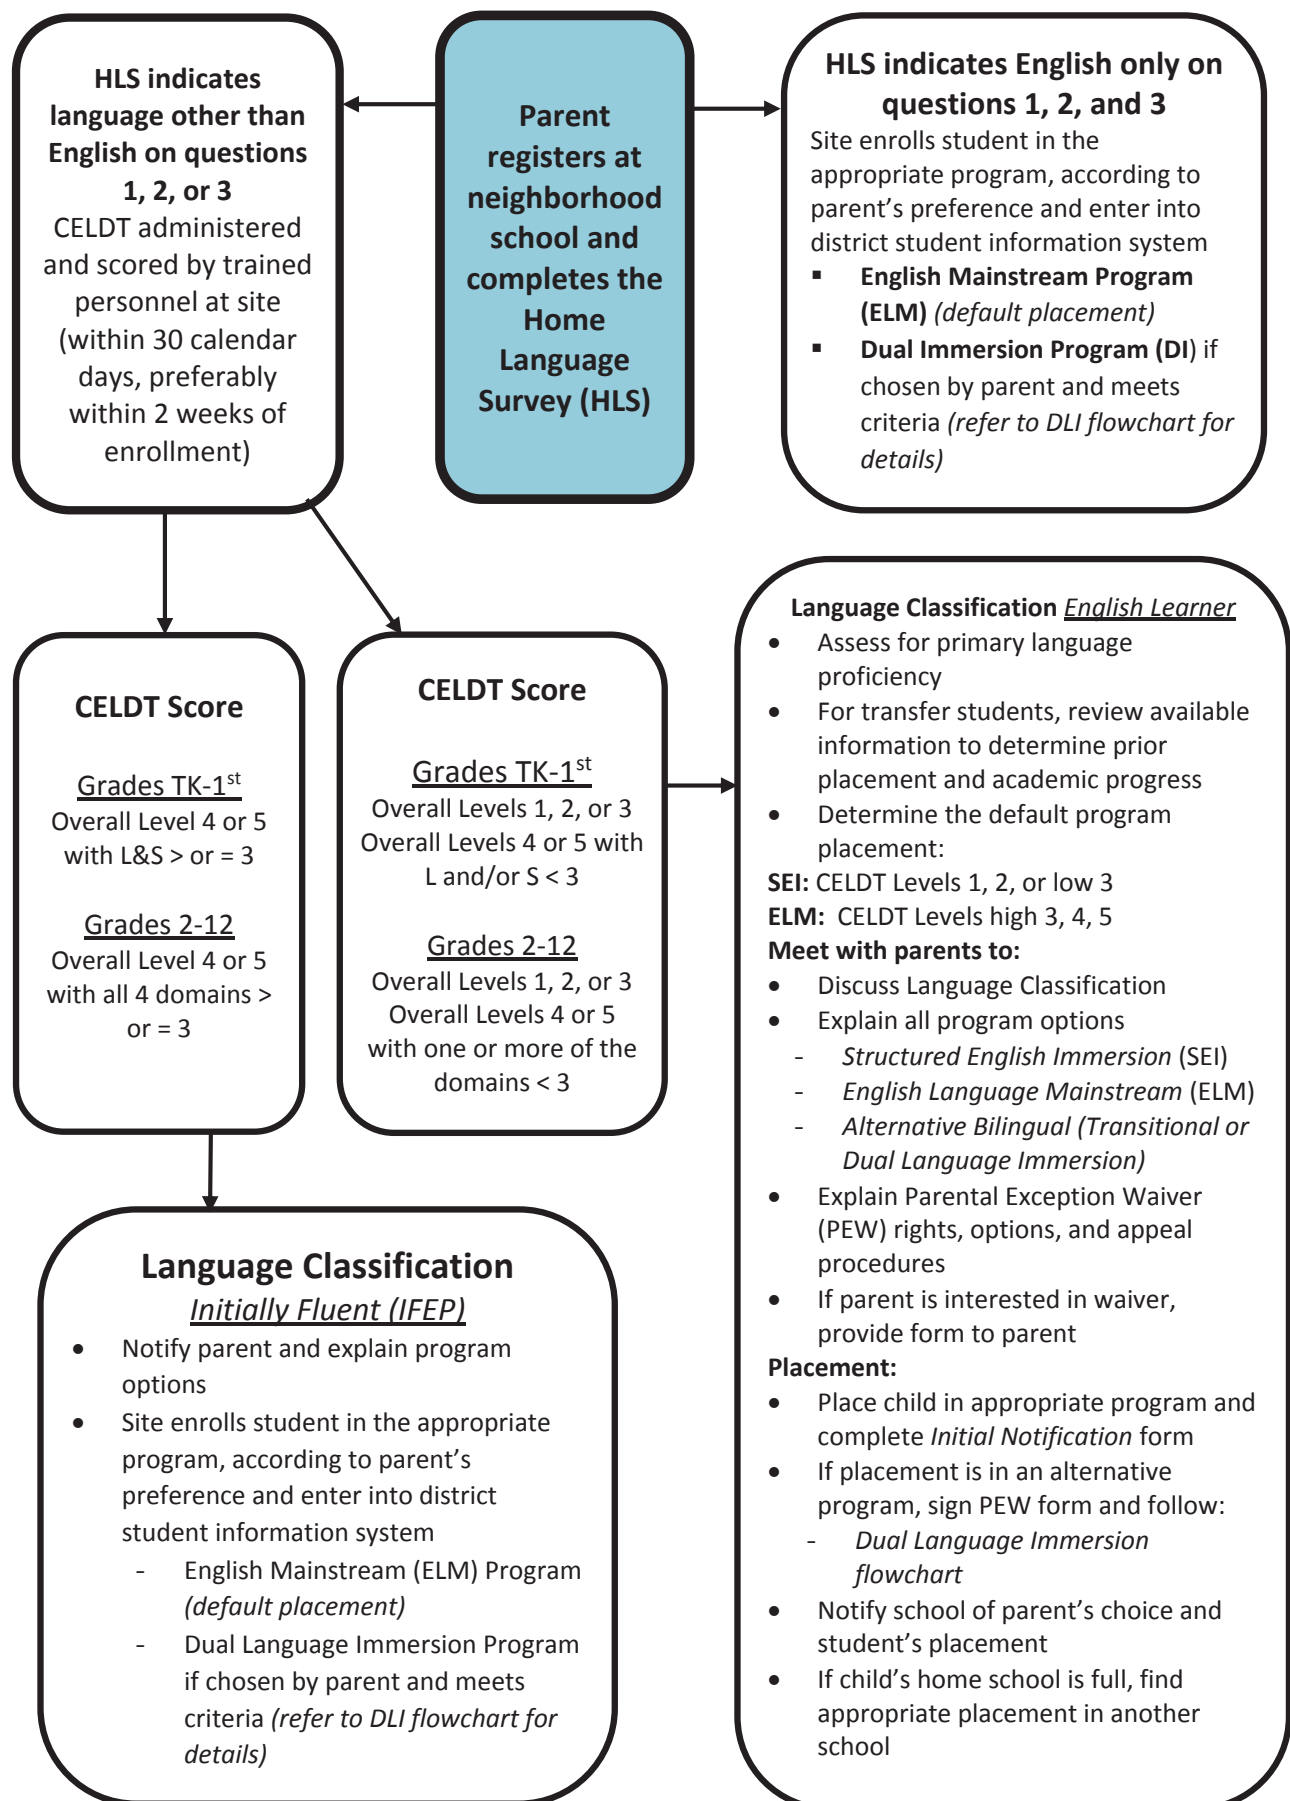 HLS indicates
language other than
English on questions
1, 2, or 3
CELDT administered
and scored by trained
personnel at site
(within 30 calendar
days, preferably
within 2 weeks of
enrollment)
Parent
registers at
neighborhood
school and
completes the
Home
Language
Survey (HLS)
HLS indicates English only on
questions 1, 2, and 3
Site enrolls student in the
appropriate program, according to
parent’s preference and enter into
district student information system
▪ English Mainstream Program
(ELM) (default placement)
▪ Dual Immersion Program (DI) if
chosen by parent and meets
criteria (refer to DLI flowchart for
details)
CELDT Score
Grades TK-1st
Overall Level 4 or 5
with L&S > or = 3
Grades 2-12
Overall Level 4 or 5
with all 4 domains >
or = 3
CELDT Score
Grades TK-1st
Overall Levels 1, 2, or 3
Overall Levels 4 or 5 with
L and/or S < 3
Grades 2-12
Overall Levels 1, 2, or 3
Overall Levels 4 or 5
with one or more of the
domains < 3
Language Classification
Initially Fluent (IFEP)
• Notify parent and explain program
options
• Site enrolls student in the appropriate
program, according to parent’s
preference and enter into district
student information system
- English Mainstream (ELM) Program
(default placement)
- Dual Language Immersion Program
if chosen by parent and meets
criteria (refer to DLI flowchart for
details)
Language Classification English Learner
• Assess for primary language
proficiency
• For transfer students, review available
information to determine prior
placement and academic progress
• Determine the default program
placement:
SEI: CELDT Levels 1, 2, or low 3
ELM: CELDT Levels high 3, 4, 5
Meet with parents to:
• Discuss Language Classification
• Explain all program options
- Structured English Immersion (SEI)
- English Language Mainstream (ELM)
- Alternative Bilingual (Transitional or
Dual Language Immersion)
• Explain Parental Exception Waiver
(PEW) rights, options, and appeal
procedures
• If parent is interested in waiver,
provide form to parent
Placement:
• Place child in appropriate program and
complete Initial Notification form
• If placement is in an alternative
program, sign PEW form and follow:
- Dual Language Immersion
flowchart
• Notify school of parent’s choice and
student’s placement
• If child’s home school is full, find
appropriate placement in another
school